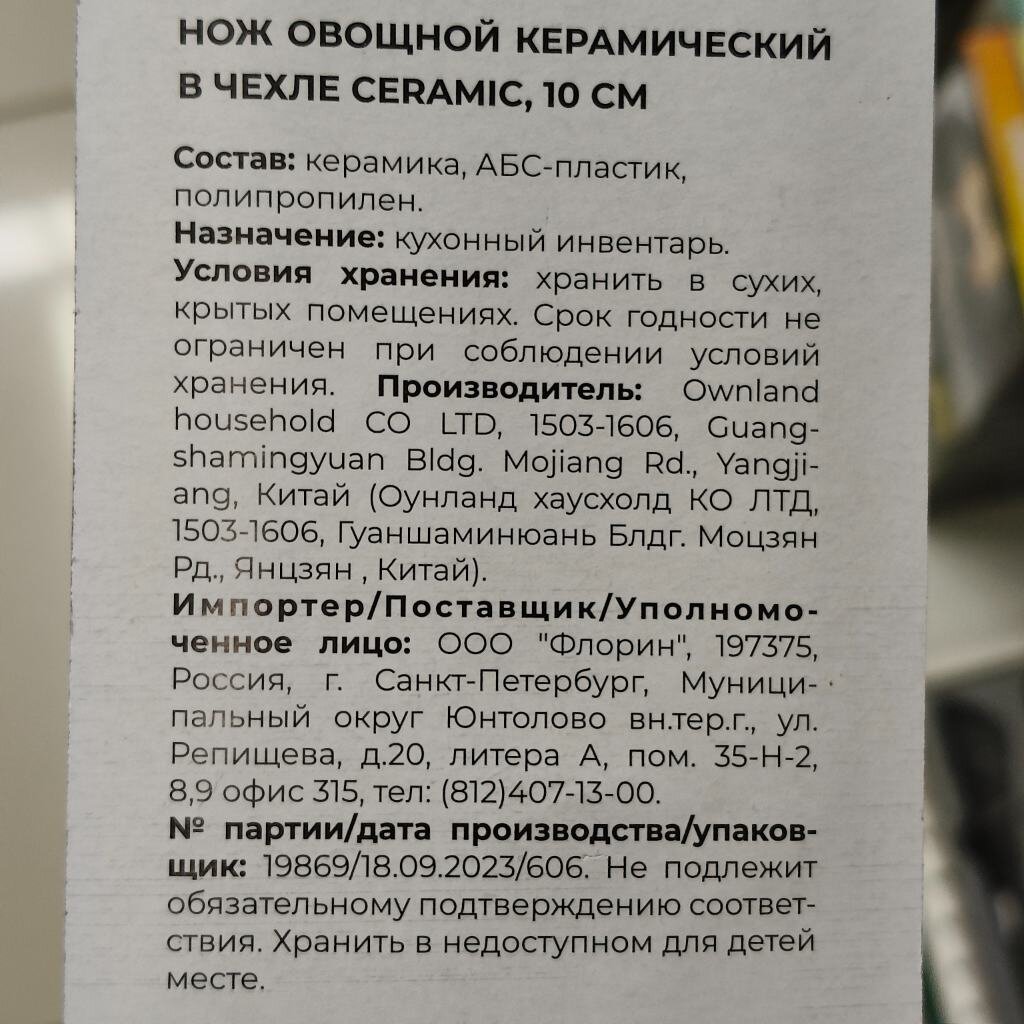 НОЖ ОВОЩНОЙ КЕРАМИЧЕСКИЙ
В ЧЕХЛЕ CERAMIC, 10 СМ
Состав: керамика, АБС-пластик,
полипропилен.
Назначение: кухонный инвентарь.
Условия хранения: хранить в сухих,
крытых помещениях. Срок годности не
ограничен при соблюдении условий
хранения. Производитель: Ownland
household CO LTD, 1503-1606, Guang-
shamingyuan Bldg. Mojiang Rd., Yangji-
ang, Китай (Оунланд хаусхолд КО ЛТД,
1503-1606, Гуаншаминюань Блдг. Моцзян
Рд., Янцзян , Китай).
Импортер/Поставщик/Уполномо-
ченное лицо: ООО "Флорин", 197375,
Россия, г. Санкт-Петербург, Муници-
пальный округ Юнтолово вн.тер.г., ул.
Репищева, д.20, литера А, пом. 35-Н-2,
8,9 офис 315, тел: (812)407-13-00.
№ партии/дата производства/упаков-
щик: 19869/18.09.2023/606. Не подлежит
обязательному подтверждению соответ-
ствия. Хранить в недоступном для детей
месте.